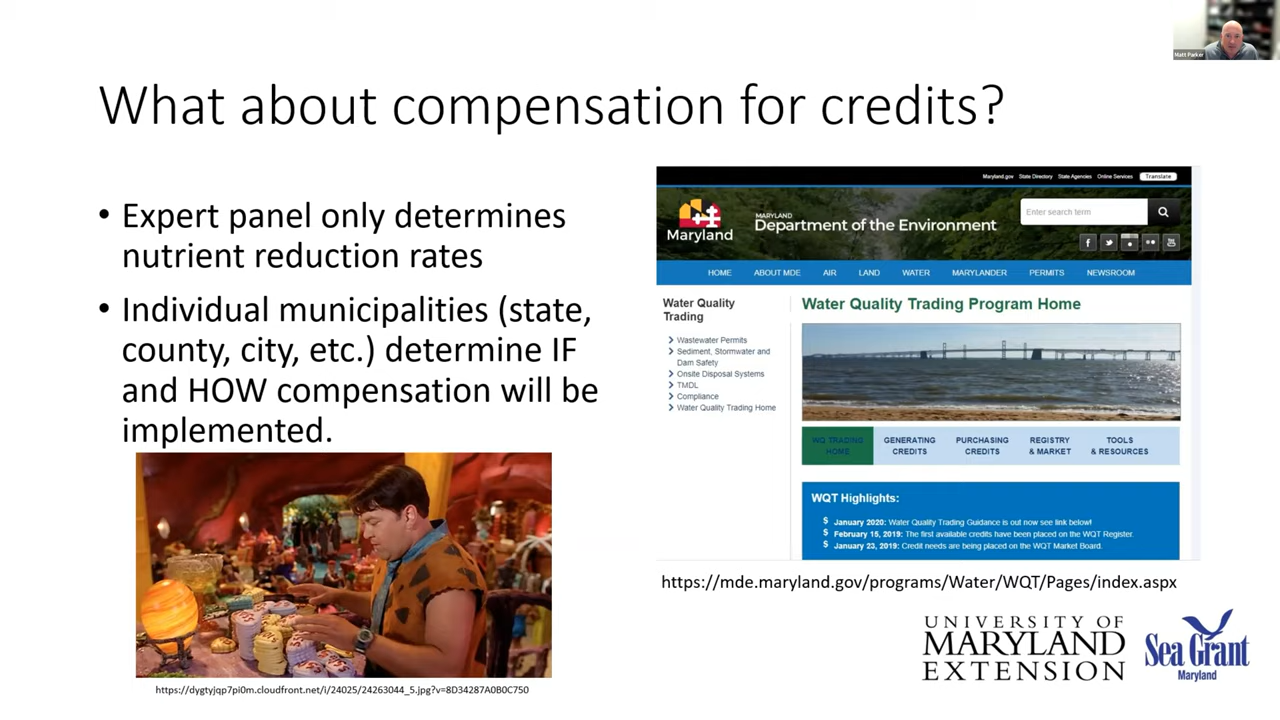 Matt Parker
What about compensation for credits?
• Expert panel only determines
nutrient reduction rates
• Individual municipalities (state,
county, city, etc.) determine IF
and HOW compensation will be
implemented.
https://dygtyjqp7pi0m.cloudfront.net/i/24025/24263044_5.jpg?v=8D34287A0B0C750
Maryland.gov State Directory State Agencies Online Services Translate
Maryland
MARYLAND
Department of the Environment
Enter search term
HOME ABOUT MDE AIR LAND WATER MARYLANDER PERMITS NEWSROOM
Water Quality
Trading
Wastewater Permits
Sediment, Stormwater and
Dam Safety
Onsite Disposal Systems
TMDL
Compliance
Water Quality Trading Home
Water Quality Trading Program Home
WQ TRADING
HOME
GENERATING
CREDITS
PURCHASING
CREDITS
REGISTRY
& MARKET
TOOLS
& RESOURCES
WQT Highlights:
$ January 2020: Water Quality Trading Guidance is out now see link below!
$ February 15, 2019: The first available credits have been placed on the WQT Register.
$ January 23, 2019: Credit needs are being placed on the WQT Market Board.
https://mde.maryland.gov/programs/Water/WQT/Pages/index.aspx
UNIVERSITY OF
MARYLAND
EXTENSION
Sea Grant
Maryland